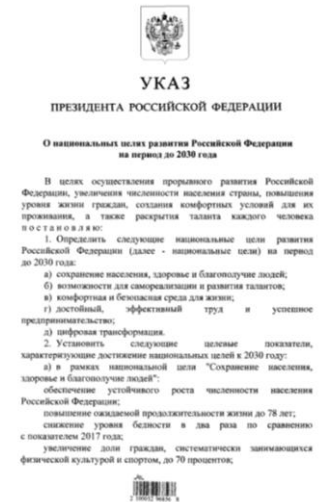 УКАЗ
ПРЕЗИДЕНТА РОССИЙСКОЙ ФЕДЕРАЦИИ
О национальных целях развития Российской Федерации
на период до 2030 года
В целях осуществления прорывного развития Российской
Федерации, увеличения численности населения страны, повышения
уровня жизни граждан, создания комфортных условий для их
проживания, а также раскрытия таланта каждого человека
постановляю:
1. Определить следующие национальные цели развития
Российской Федерации (далее - национальные цели) на период
до 2030 года:
а) сохранение населения, здоровье и благополучие людей;
б) возможности для самореализации и развития талантов;
в) комфортная и безопасная среда для жизни;
г) достойный, эффективный труд и успешное
предпринимательство;
д) цифровая трансформация.
2. Установить следующие целевые показатели,
характеризующие достижение национальных целей к 2030 году:
а) в рамках национальной цели "Сохранение населения,
здоровье и благополучие людей":
обеспечение устойчивого роста численности населения
Российской Федерации;
повышение ожидаемой продолжительности жизни до 78 лет;
снижение уровня бедности в два раза по сравнению
с показателем 2017 года;
увеличение доли граждан, систематически занимающихся
физической культурой и спортом, до 70 процентов;